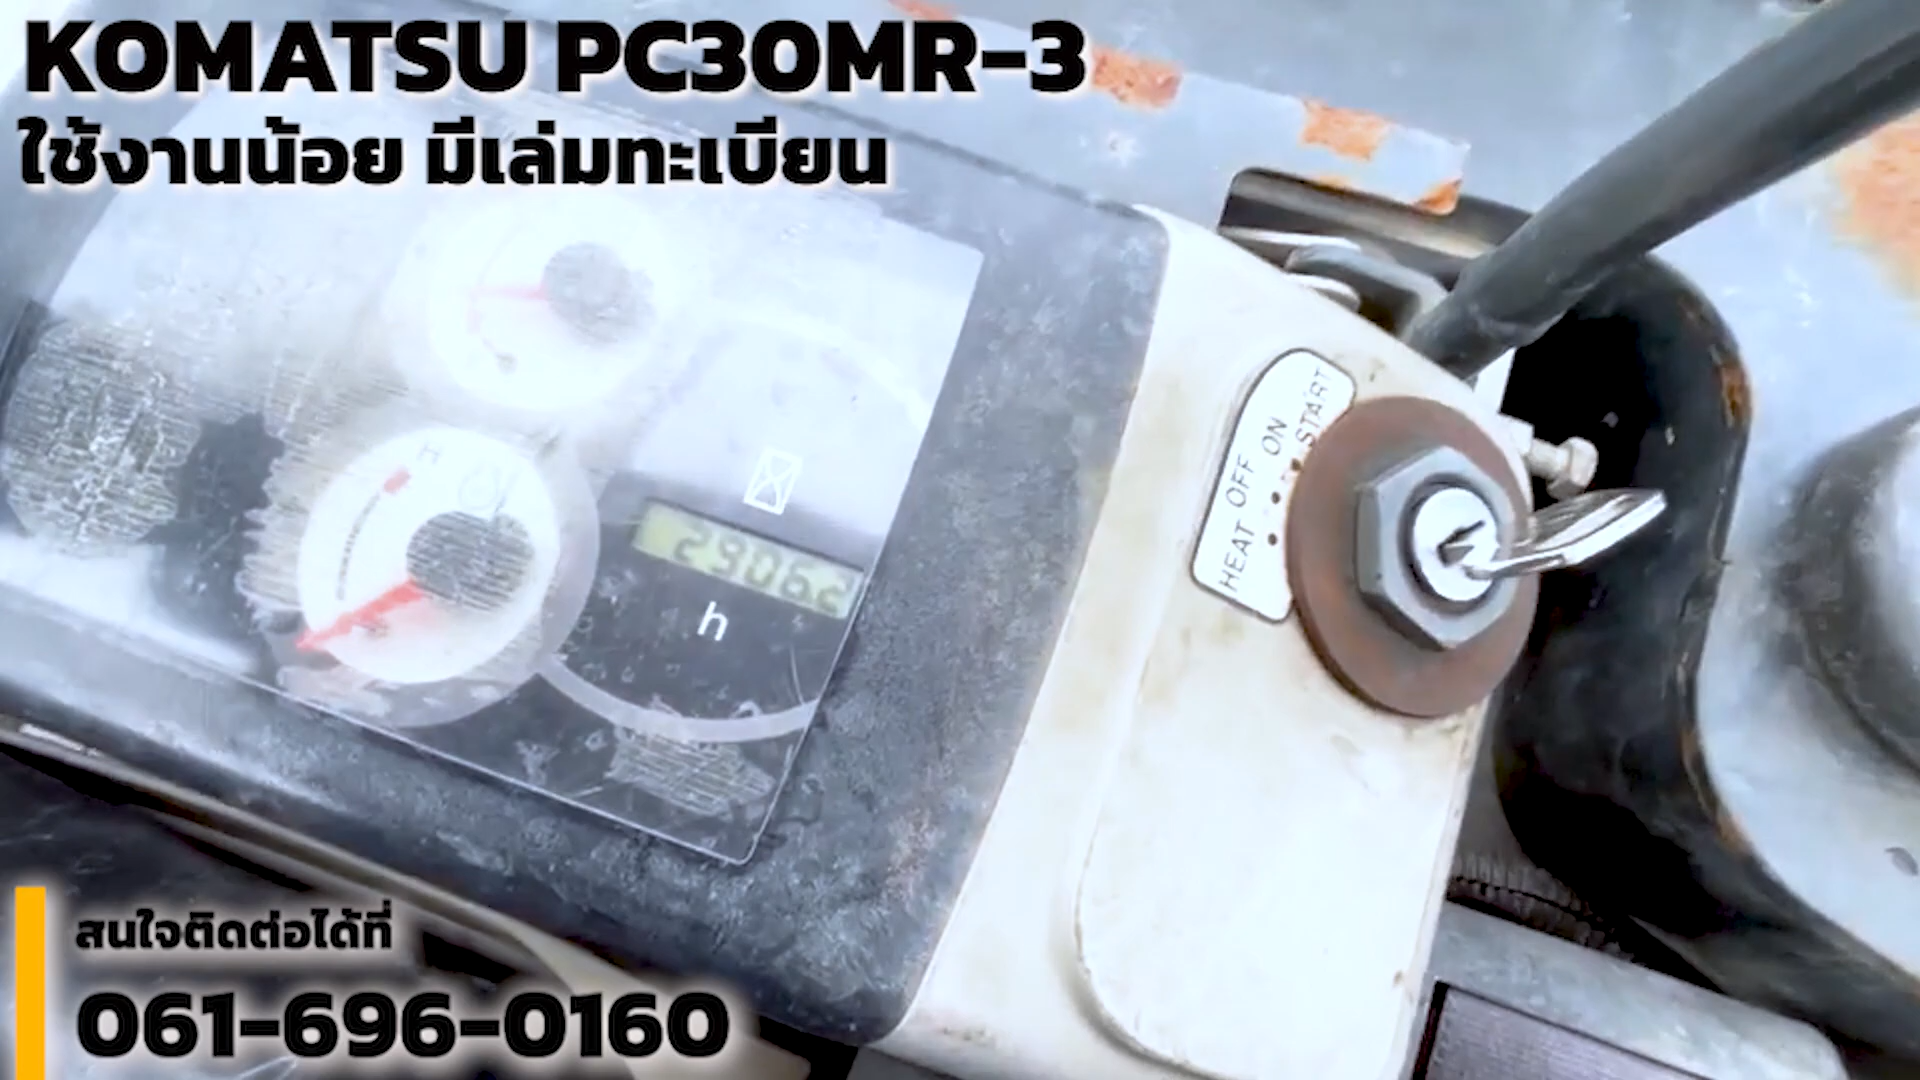 KOMATSU PC30MR-3
ใช้งานน้อย มีเล่มทะเบียน
HEAT OFF ON START
H
2906.2
h
สนใจติดต่อได้ที่
061-696-0160